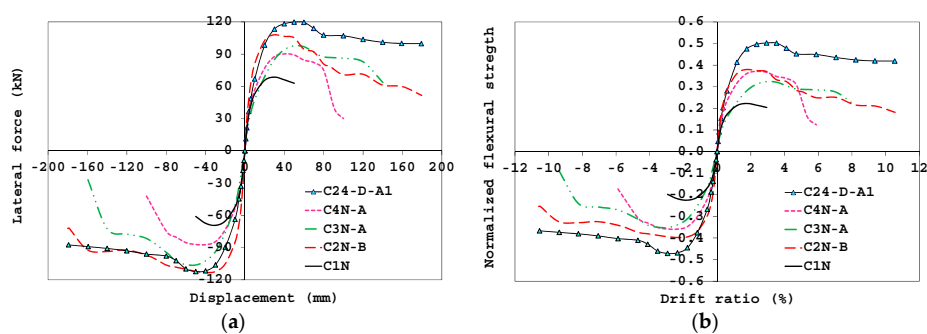 Lateral force (kN)
120
90
60
30
0
-30
-60
-90
-120
-200 -160 -120 -80 -40 0 40 80 120 160 200
C24-D-A1
C4N-A
C3N-A
C2N-B
C1N
Displacement (mm)
(a)
Normalized flexural stregth
0.6
0.5
0.4
0.3
0.2
0.1
0.0
-0.1
-0.2
-0.3
-0.4
-0.5
-0.6
-12 -10 -8 -6 -4 -2 0 2 4 6 8 10 12
C24-D-A1
C4N-A
C3N-A
C2N-B
C1N
Drift ratio (%)
(b)